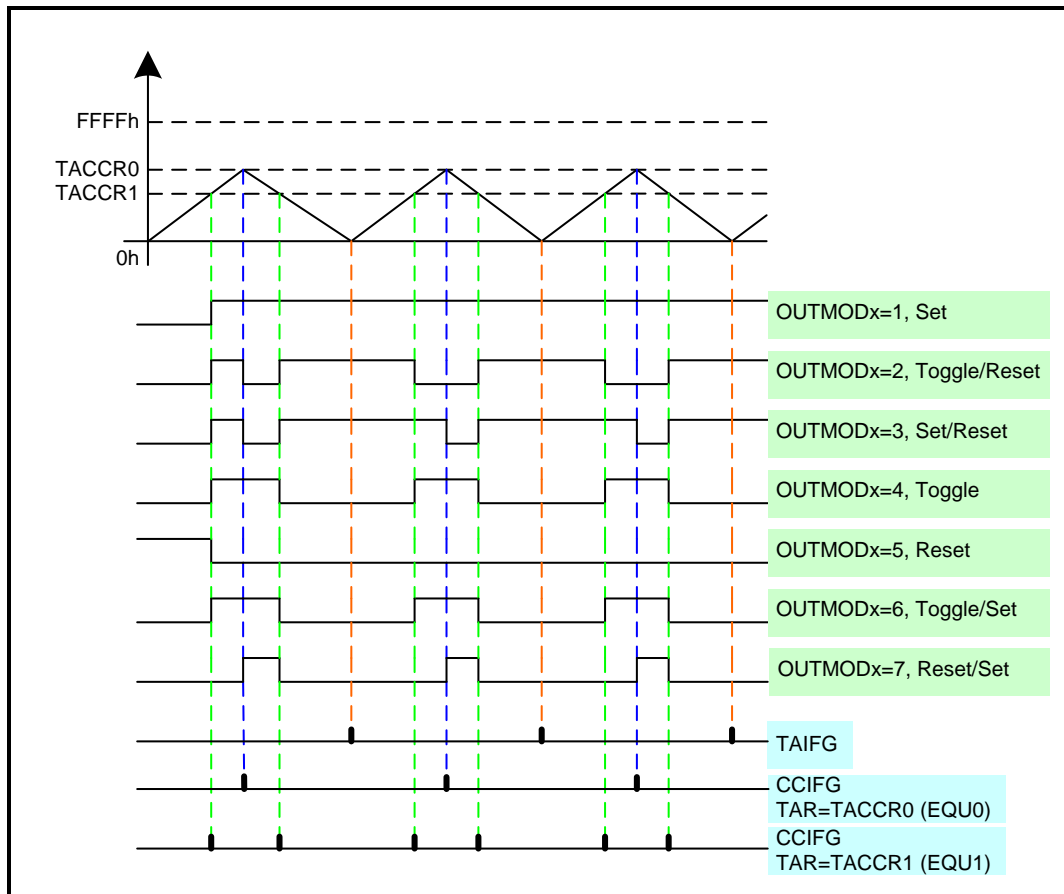 FFFFh
TACCR0
TACCR1
0h
OUTMODx=1, Set
OUTMODx=2, Toggle/Reset
OUTMODx=3, Set/Reset
OUTMODx=4, Toggle
OUTMODx=5, Reset
OUTMODx=6, Toggle/Set
OUTMODx=7, Reset/Set
TAIFG
CCIFG
TAR=TACCR0 (EQU0)
CCIFG
TAR=TACCR1 (EQU1)